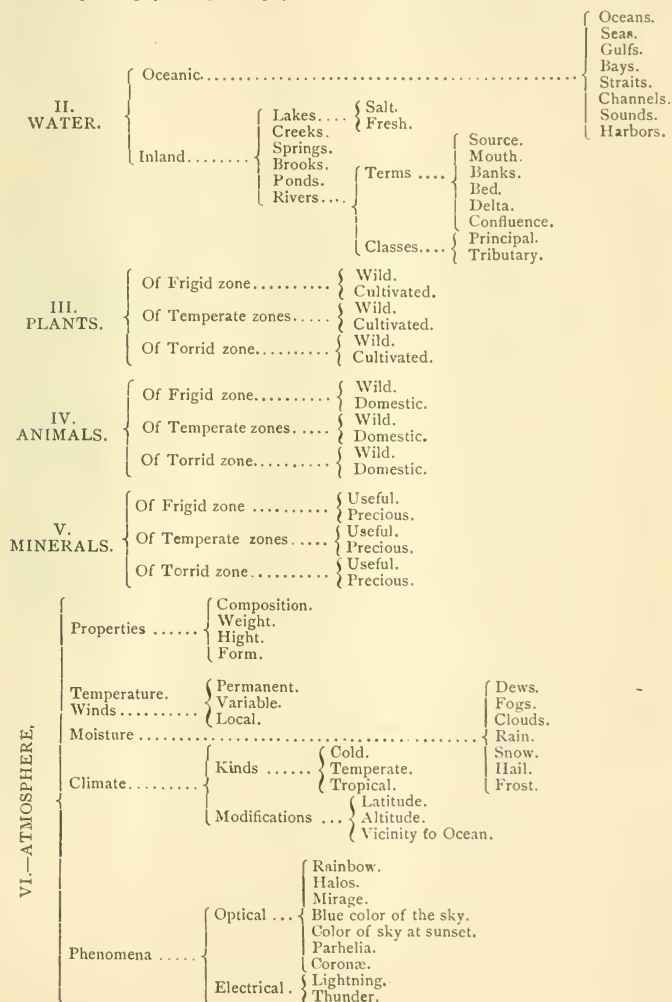 Oceans.
Seas.
Gulfs.
Bays.
Straits.
Channels.
Sounds.
Harbors.
Oceanic
II.
WATER.
Inland
Lakes
Creeks.
Springs.
Brooks.
Ponds.
Rivers
Salt.
Fresh.
Terms
Source.
Mouth.
Banks.
Bed.
Delta.
Confluence.
Classes
Principal.
Tributary.
III.
PLANTS.
Of Frigid zone
Wild.
Cultivated.
Of Temperate zones
Wild.
Cultivated.
Of Torrid zone
Wild.
Cultivated.
IV.
ANIMALS.
Of Frigid zone
Wild.
Domestic.
Of Temperate zones
Wild.
Domestic.
Of Torrid zone
Wild.
Domestic.
V.
MINERALS.
Of Frigid zone
Useful.
Precious.
Of Temperate zones
Useful.
Precious.
Of Torrid zone
Useful.
Precious.
VI.—ATMOSPHERE,
Properties
Composition.
Weight.
Hight.
Form.
Temperature.
Winds
Permanent.
Variable.
Local.
Moisture
Dews.
Fogs.
Clouds.
Rain.
Snow.
Hail.
Frost.
Climate
Kinds
Cold.
Temperate.
Tropical.
Modifications
Latitude.
Altitude.
Vicinity fo Ocean.
Phenomena
Optical
Rainbow.
Halos.
Mirage.
Blue color of the sky.
Color of sky at sunset.
Parhelia.
Coronæ.
Electrical.
Lightning.
Thunder.